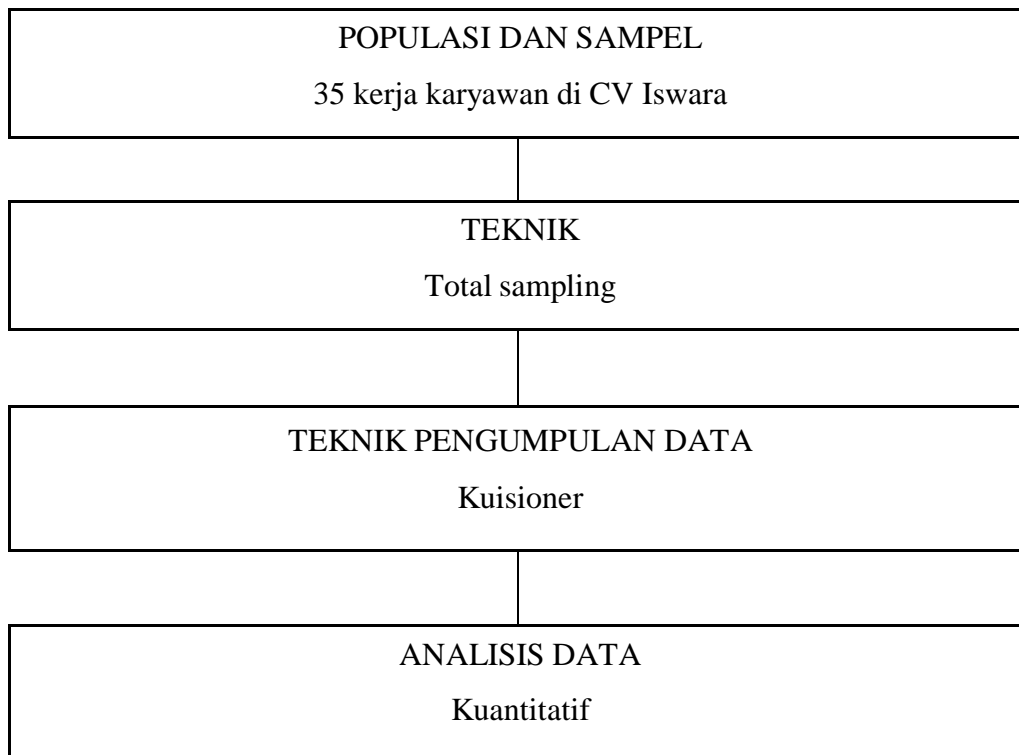 POPULASI DAN SAMPEL
35 kerja karyawan di CV Iswara
TEKNIK
Total sampling
TEKNIK PENGUMPULAN DATA
Kuisioner
ANALISIS DATA
Kuantitatif